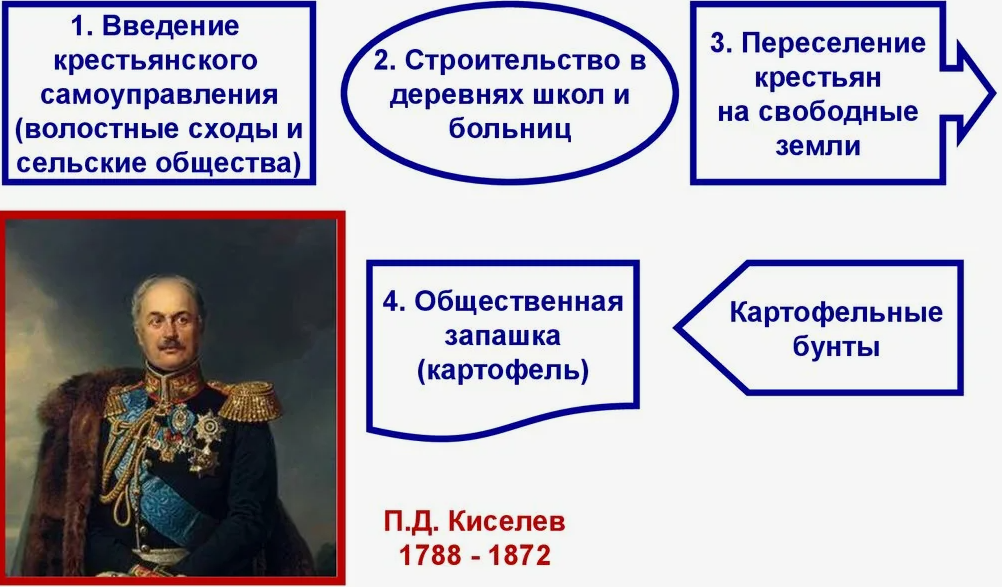 1. Введение
крестьянского
самоуправления
(волостные сходы и
сельские общества)
2. Строительство в
деревнях школ и
больниц
3. Переселение
крестьян
на свободные
земли
4. Общественная
запашка
(картофель)
Картофельные
бунты
П.Д. Киселев
1788 - 1872